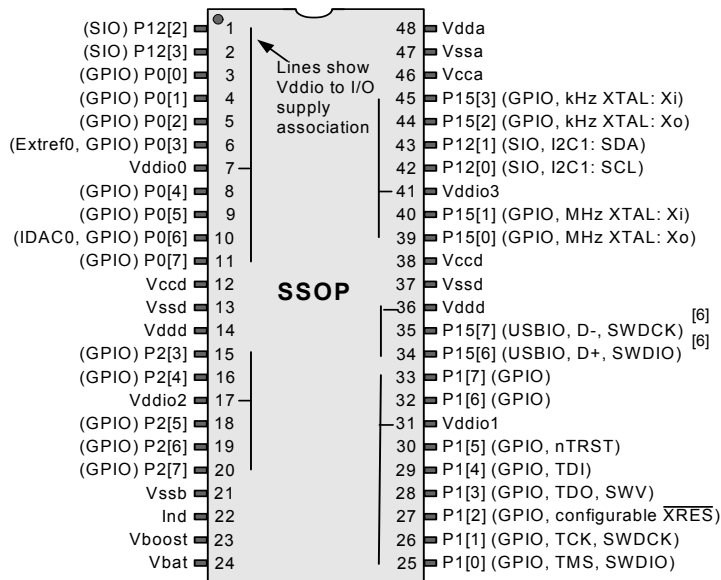 (SIO) P12[2] 1 48 Vdda
(SIO) P12[3] 2 47 Vssa
(GPIO) P0[0] 3 46 Vcca
Lines show
Vddio to I/O
supply
association
(GPIO) P0[1] 4 45 P15[3] (GPIO, kHz XTAL: Xi)
(GPIO) P0[2] 5 44 P15[2] (GPIO, kHz XTAL: Xo)
(Extref0, GPIO) P0[3] 6 43 P12[1] (SIO, I2C1: SDA)
Vddio0 7 42 P12[0] (SIO, I2C1: SCL)
(GPIO) P0[4] 8 41 Vddio3
(GPIO) P0[5] 9 40 P15[1] (GPIO, MHz XTAL: Xi)
(IDAC0, GPIO) P0[6] 10 39 P15[0] (GPIO, MHz XTAL: Xo)
(GPIO) P0[7] 11 38 Vccd
Vccd 12 37 Vssd
SSOP
Vssd 13 36 Vddd
Vddd 14 35 P15[7] (USBIO, D-, SWDCK) [6]
(GPIO) P2[3] 15 34 P15[6] (USBIO, D+, SWDIO) [6]
(GPIO) P2[4] 16 33 P1[7] (GPIO)
Vddio2 17 32 P1[6] (GPIO)
(GPIO) P2[5] 18 31 Vddio1
(GPIO) P2[6] 19 30 P1[5] (GPIO, nTRST)
(GPIO) P2[7] 20 29 P1[4] (GPIO, TDI)
Vssb 21 28 P1[3] (GPIO, TDO, SWV)
Ind 22 27 P1[2] (GPIO, configurable XRES)
Vboost 23 26 P1[1] (GPIO, TCK, SWDCK)
Vbat 24 25 P1[0] (GPIO, TMS, SWDIO)